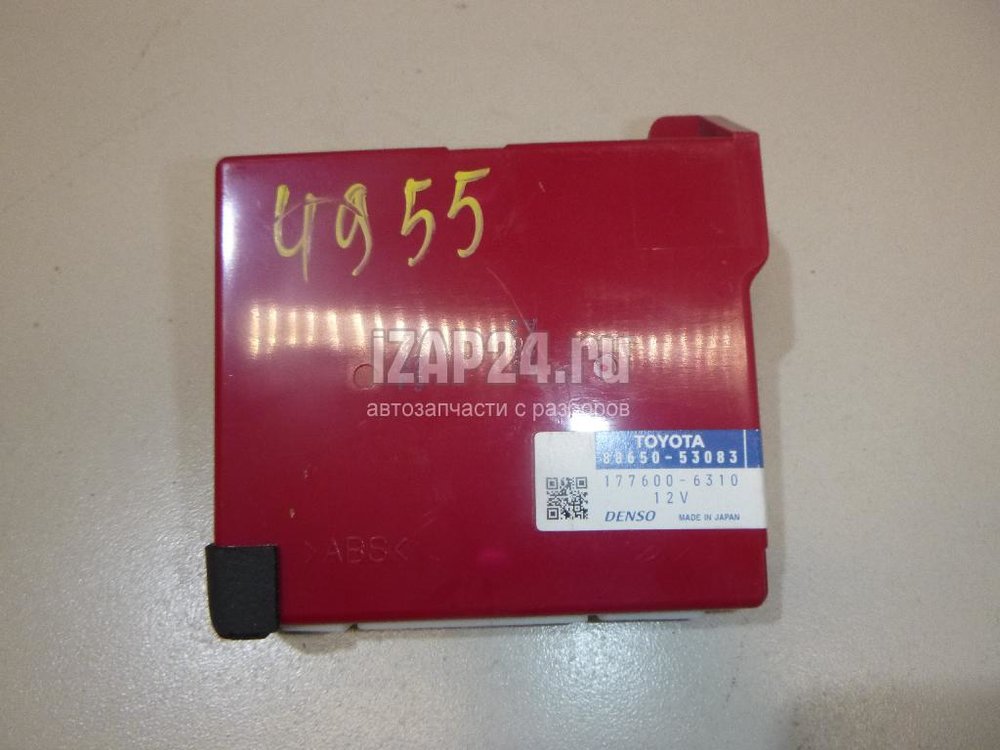 4955
iZAP24.ru
автозапчасти с разборов
TOYOTA
88650-53083
177600-6310
12V
DENSO MADE IN JAPAN
>ABS<